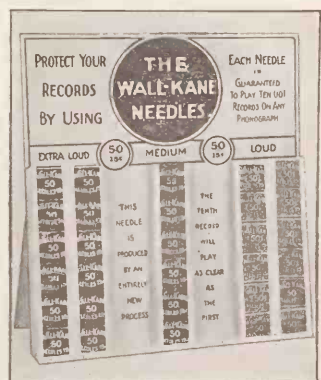 PROTECT YOUR
RECORDS
BY USING
THE
WALL-KANE
NEEDLES
EACH NEEDLE
IS
GUARANTEED
TO PLAY TEN (10)
RECORDS ON ANY
PHONOGRAPH
EXTRA LOUD
50
15¢
MEDIUM
50
15¢
LOUD
THIS
NEEDLE
IS
PRODUCED
BY AN
ENTIRELY
NEW
PROCESS
THE
TENTH
RECORD
WILL
PLAY
AS CLEAR
AS
THE
FIRST